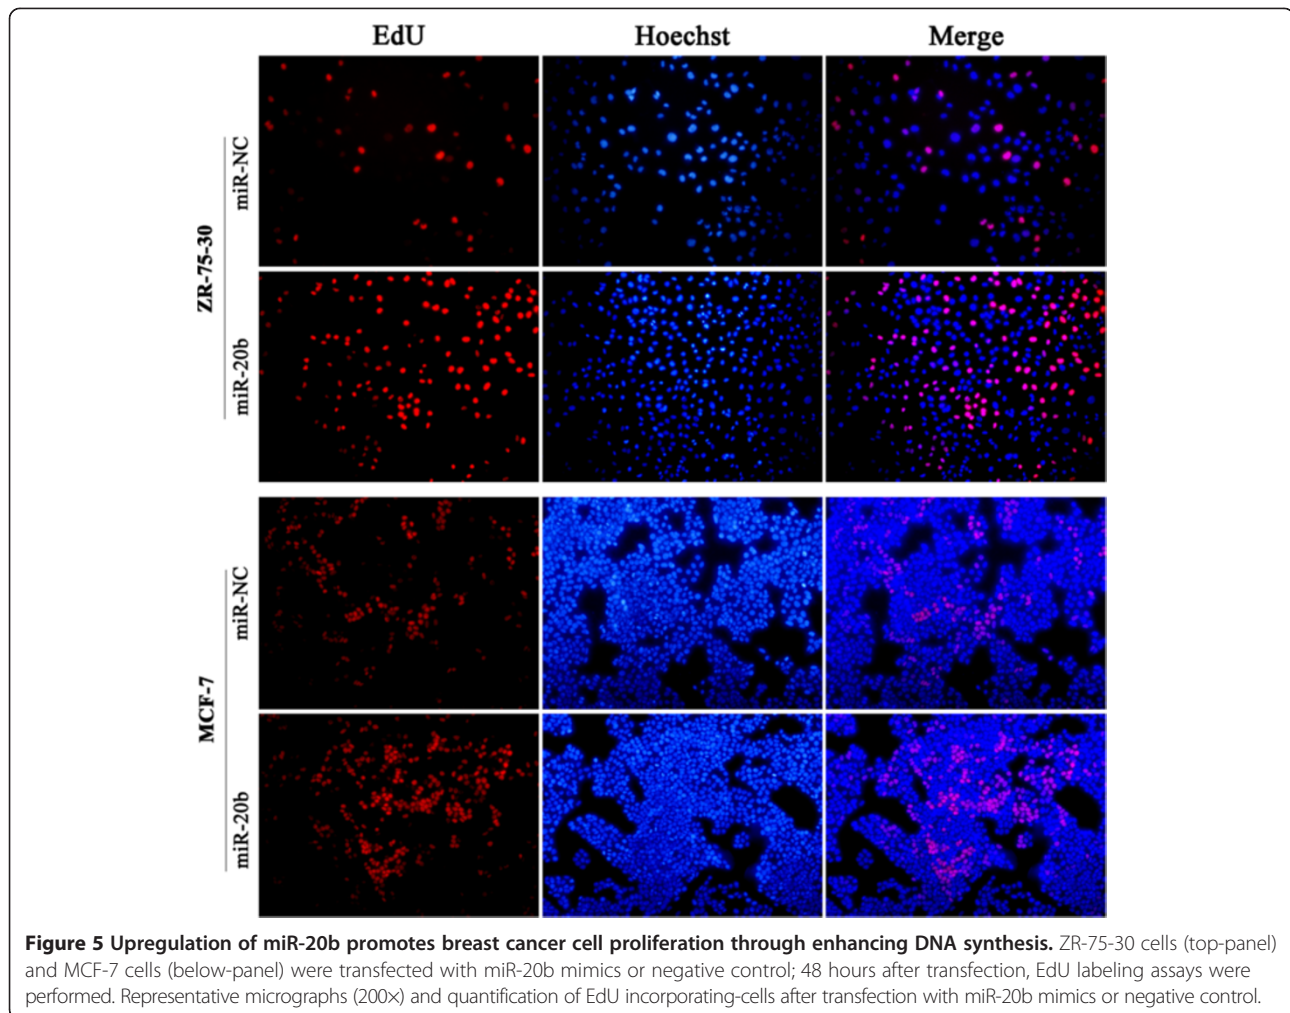 EdU
Hoechst
Merge
ZR-75-30
miR-NC
miR-20b
MCF-7
miR-NC
miR-20b
Figure 5 Upregulation of miR-20b promotes breast cancer cell proliferation through enhancing DNA synthesis. ZR-75-30 cells (top-panel)
and MCF-7 cells (below-panel) were transfected with miR-20b mimics or negative control; 48 hours after transfection, EdU labeling assays were
performed. Representative micrographs (200×) and quantification of EdU incorporating-cells after transfection with miR-20b mimics or negative control.